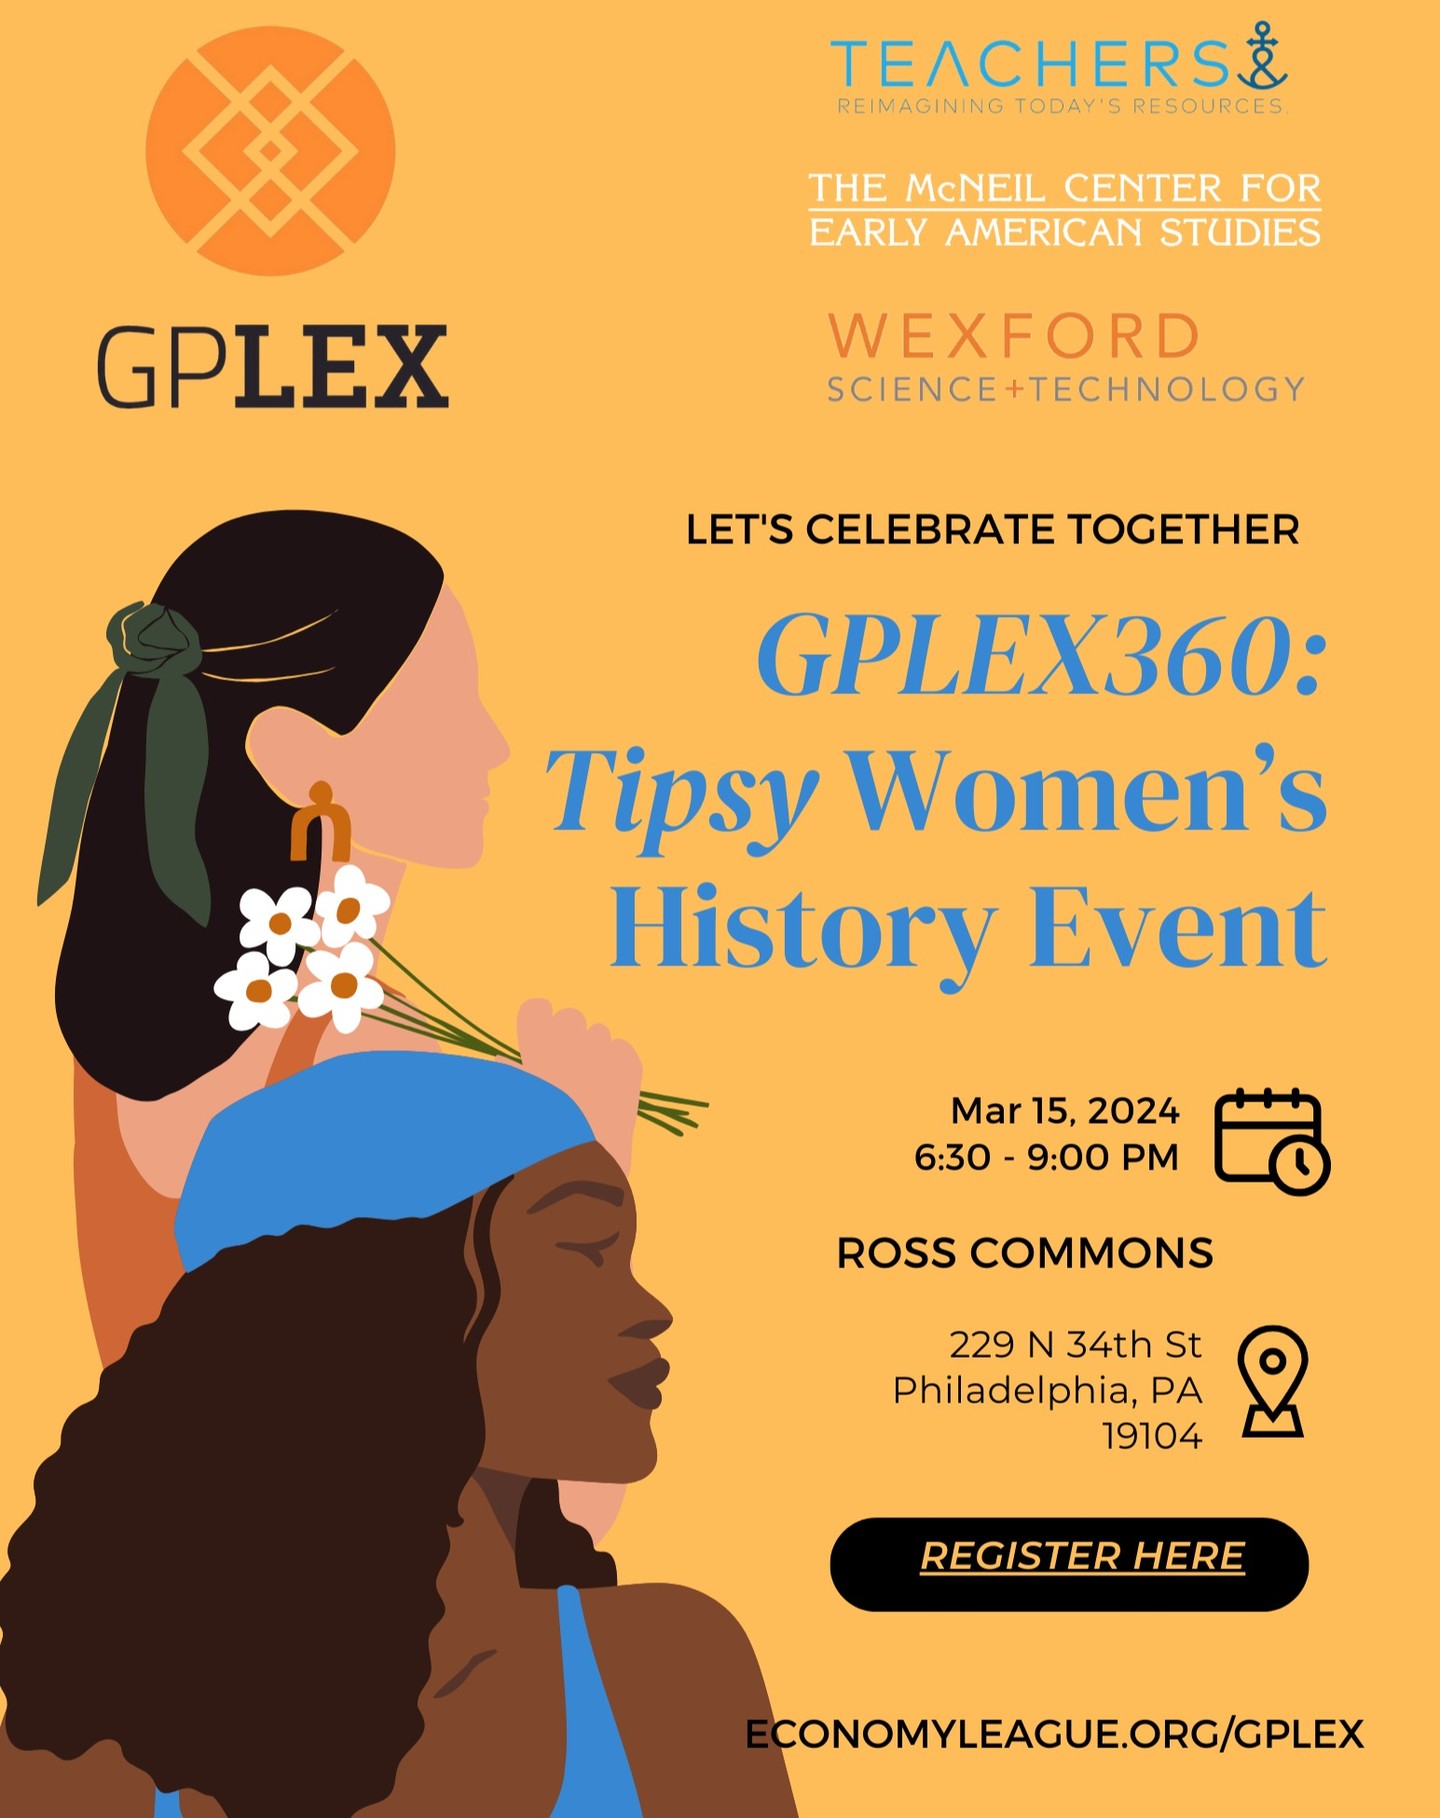 GPLEX
TEACHERS&
REIMAGINING TODAY'S RESOURCES.
THE McNEIL CENTER FOR
EARLY AMERICAN STUDIES
WEXFORD
SCIENCE+TECHNOLOGY
LET'S CELEBRATE TOGETHER
GPLEX360:
Tipsy Women’s
History Event
Mar 15, 2024
6:30 - 9:00 PM
ROSS COMMONS
229 N 34th St
Philadelphia, PA
19104
REGISTER HERE
ECONOMYLEAGUE.ORG/GPLEX